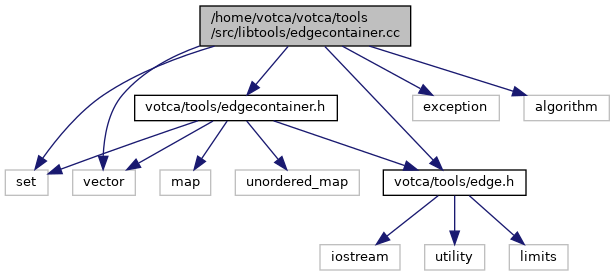 /home/votca/votca/tools
/src/libtools/edgecontainer.cc
votca/tools/edgecontainer.h
exception
algorithm
set
vector
map
unordered_map
votca/tools/edge.h
iostream
utility
limits